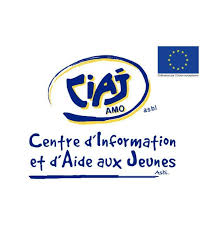 CIAJ
AMO
asbl
Centre d'Information
et d'Aide aux Jeunes
Asbl